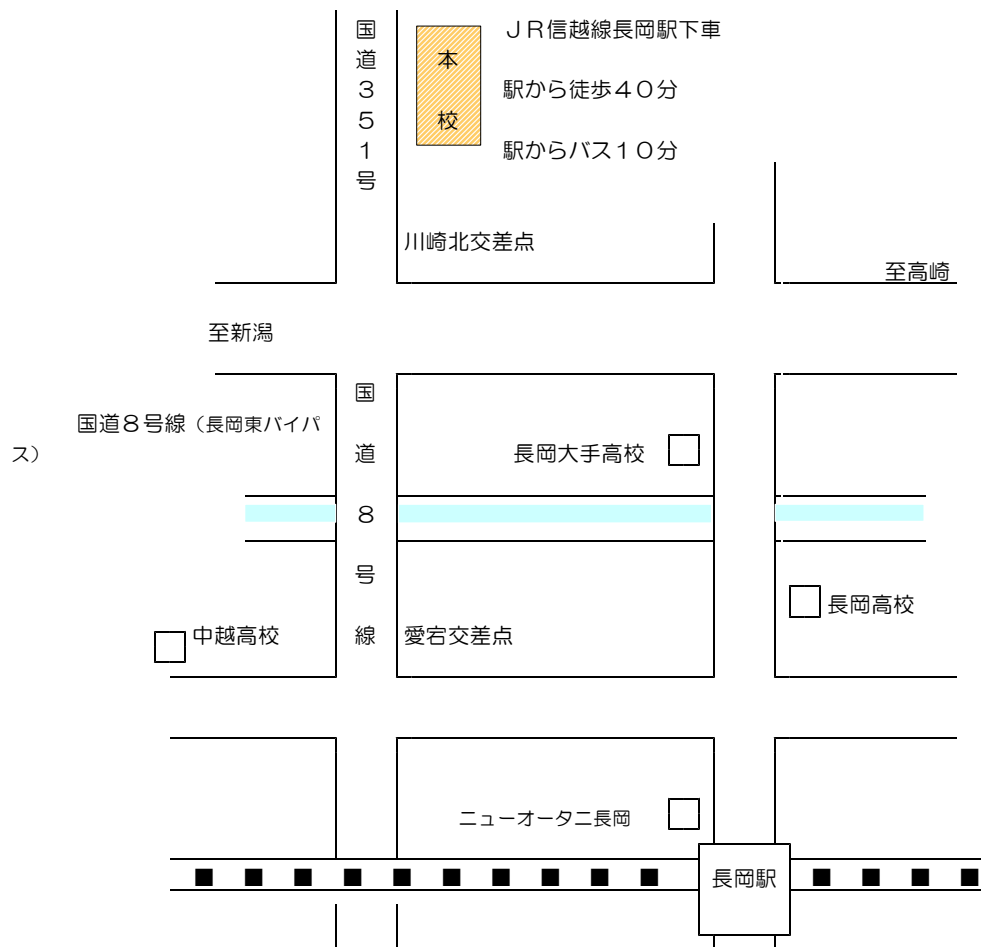 国道351号
本校
ＪＲ信越線長岡駅下車
駅から徒歩４０分
駅からバス１０分
川崎北交差点
至高崎
至新潟
国道８号線（長岡東バイパ
ス）
国道８号線
長岡大手高校
長岡高校
中越高校
愛宕交差点
ニューオータニ長岡
長岡駅